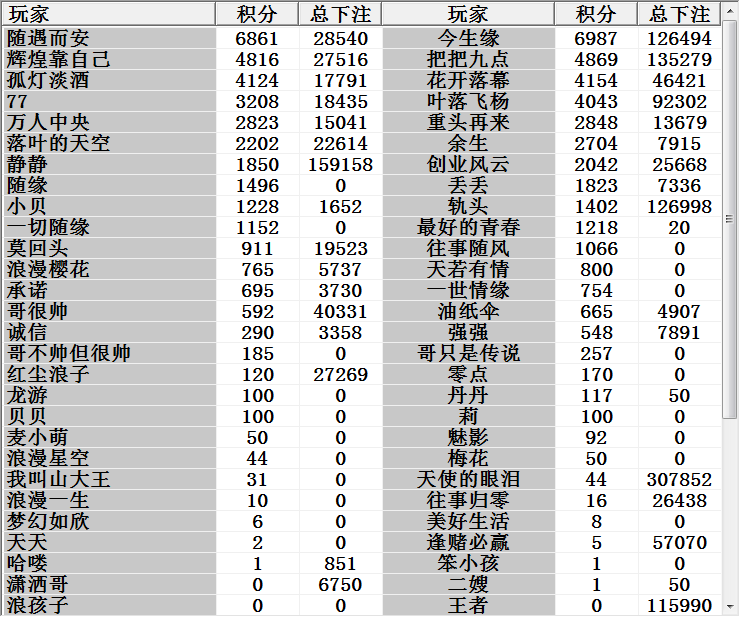 玩家 积分 总下注 玩家 积分 总下注
随遇而安 6861 28540 今生缘 6987 126494
辉煌靠自己 4816 27516 把把九点 4869 135279
孤灯淡酒 4124 17791 花开落幕 4154 46421
77 3208 18435 叶落飞杨 4043 92302
万人中央 2823 15041 重头再来 2848 13679
落叶的天空 2202 22614 余生 2704 7915
静静 1850 159158 创业风云 2042 25668
随缘 1496 0 丢丢 1823 7336
小贝 1228 1652 轨头 1402 126998
一切随缘 1152 0 最好的青春 1218 20
莫回头 911 19523 往事随风 1066 0
浪漫樱花 765 5737 天若有情 800 0
承诺 695 3730 一世情缘 754 0
哥很帅 592 40331 油纸伞 665 4907
诚信 290 3358 强强 548 7891
哥不帅但很帅 185 0 哥只是传说 257 0
红尘浪子 120 27269 零点 170 0
龙游 100 0 丹丹 117 50
贝贝 100 0 莉 100 0
麦小萌 50 0 魅影 92 0
浪漫星空 44 0 梅花 50 0
我叫山大王 31 0 天使的眼泪 44 307852
浪漫一生 10 0 往事归零 16 26438
梦幻如欣 6 0 美好生活 8 0
天天 2 0 逢赌必赢 5 57070
哈喽 1 851 笨小孩 1 0
潇洒哥 0 6750 二嫂 1 50
浪孩子 0 0 王者 0 115990